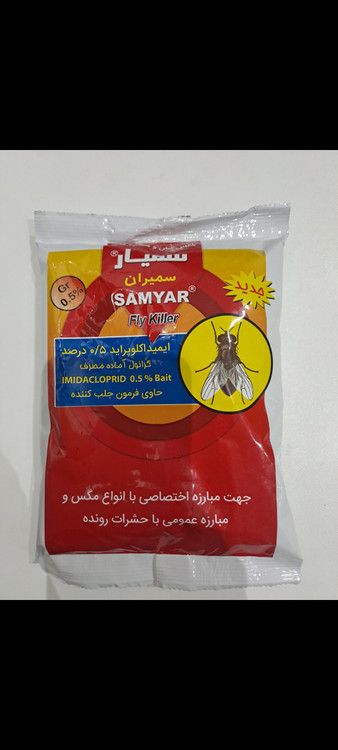 سمیار®
سمیران
SAMYAR®
Fly Killer
Gr
0.5%
جدید
ایمیداکلوپراید ۰/۵ درصد
گرانول آماده مصرف
IMIDACLOPRID 0.5 % Bait
حاوی فرمون جلب کننده
جهت مبارزه اختصاصی با انواع مگس و
مبارزه عمومی با حشرات رونده